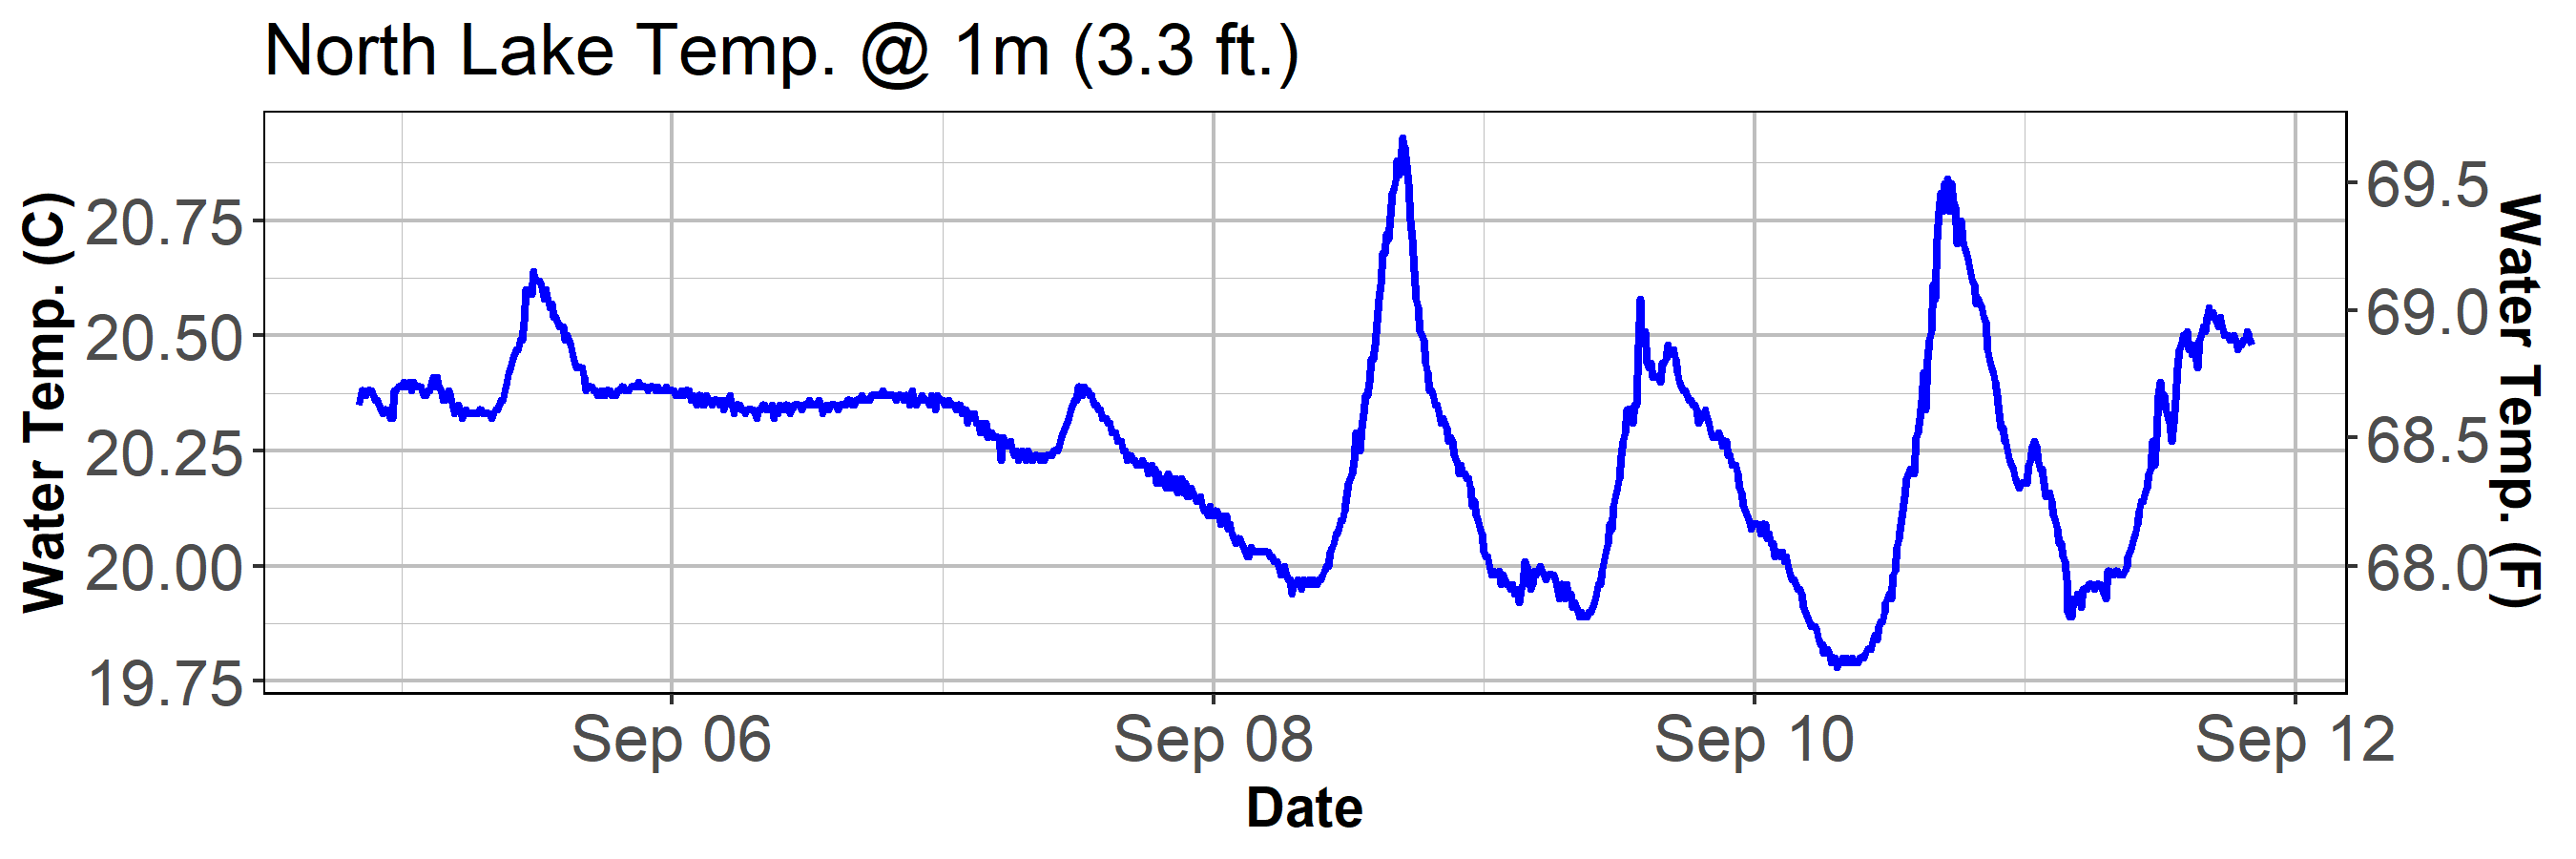 North Lake Temp. @ 1m (3.3 ft.)
Water Temp. (C)
20.75
20.50
20.25
20.00
19.75
69.5
69.0
68.5
68.0
Water Temp. (F)
Sep 06
Sep 08
Sep 10
Sep 12
Date